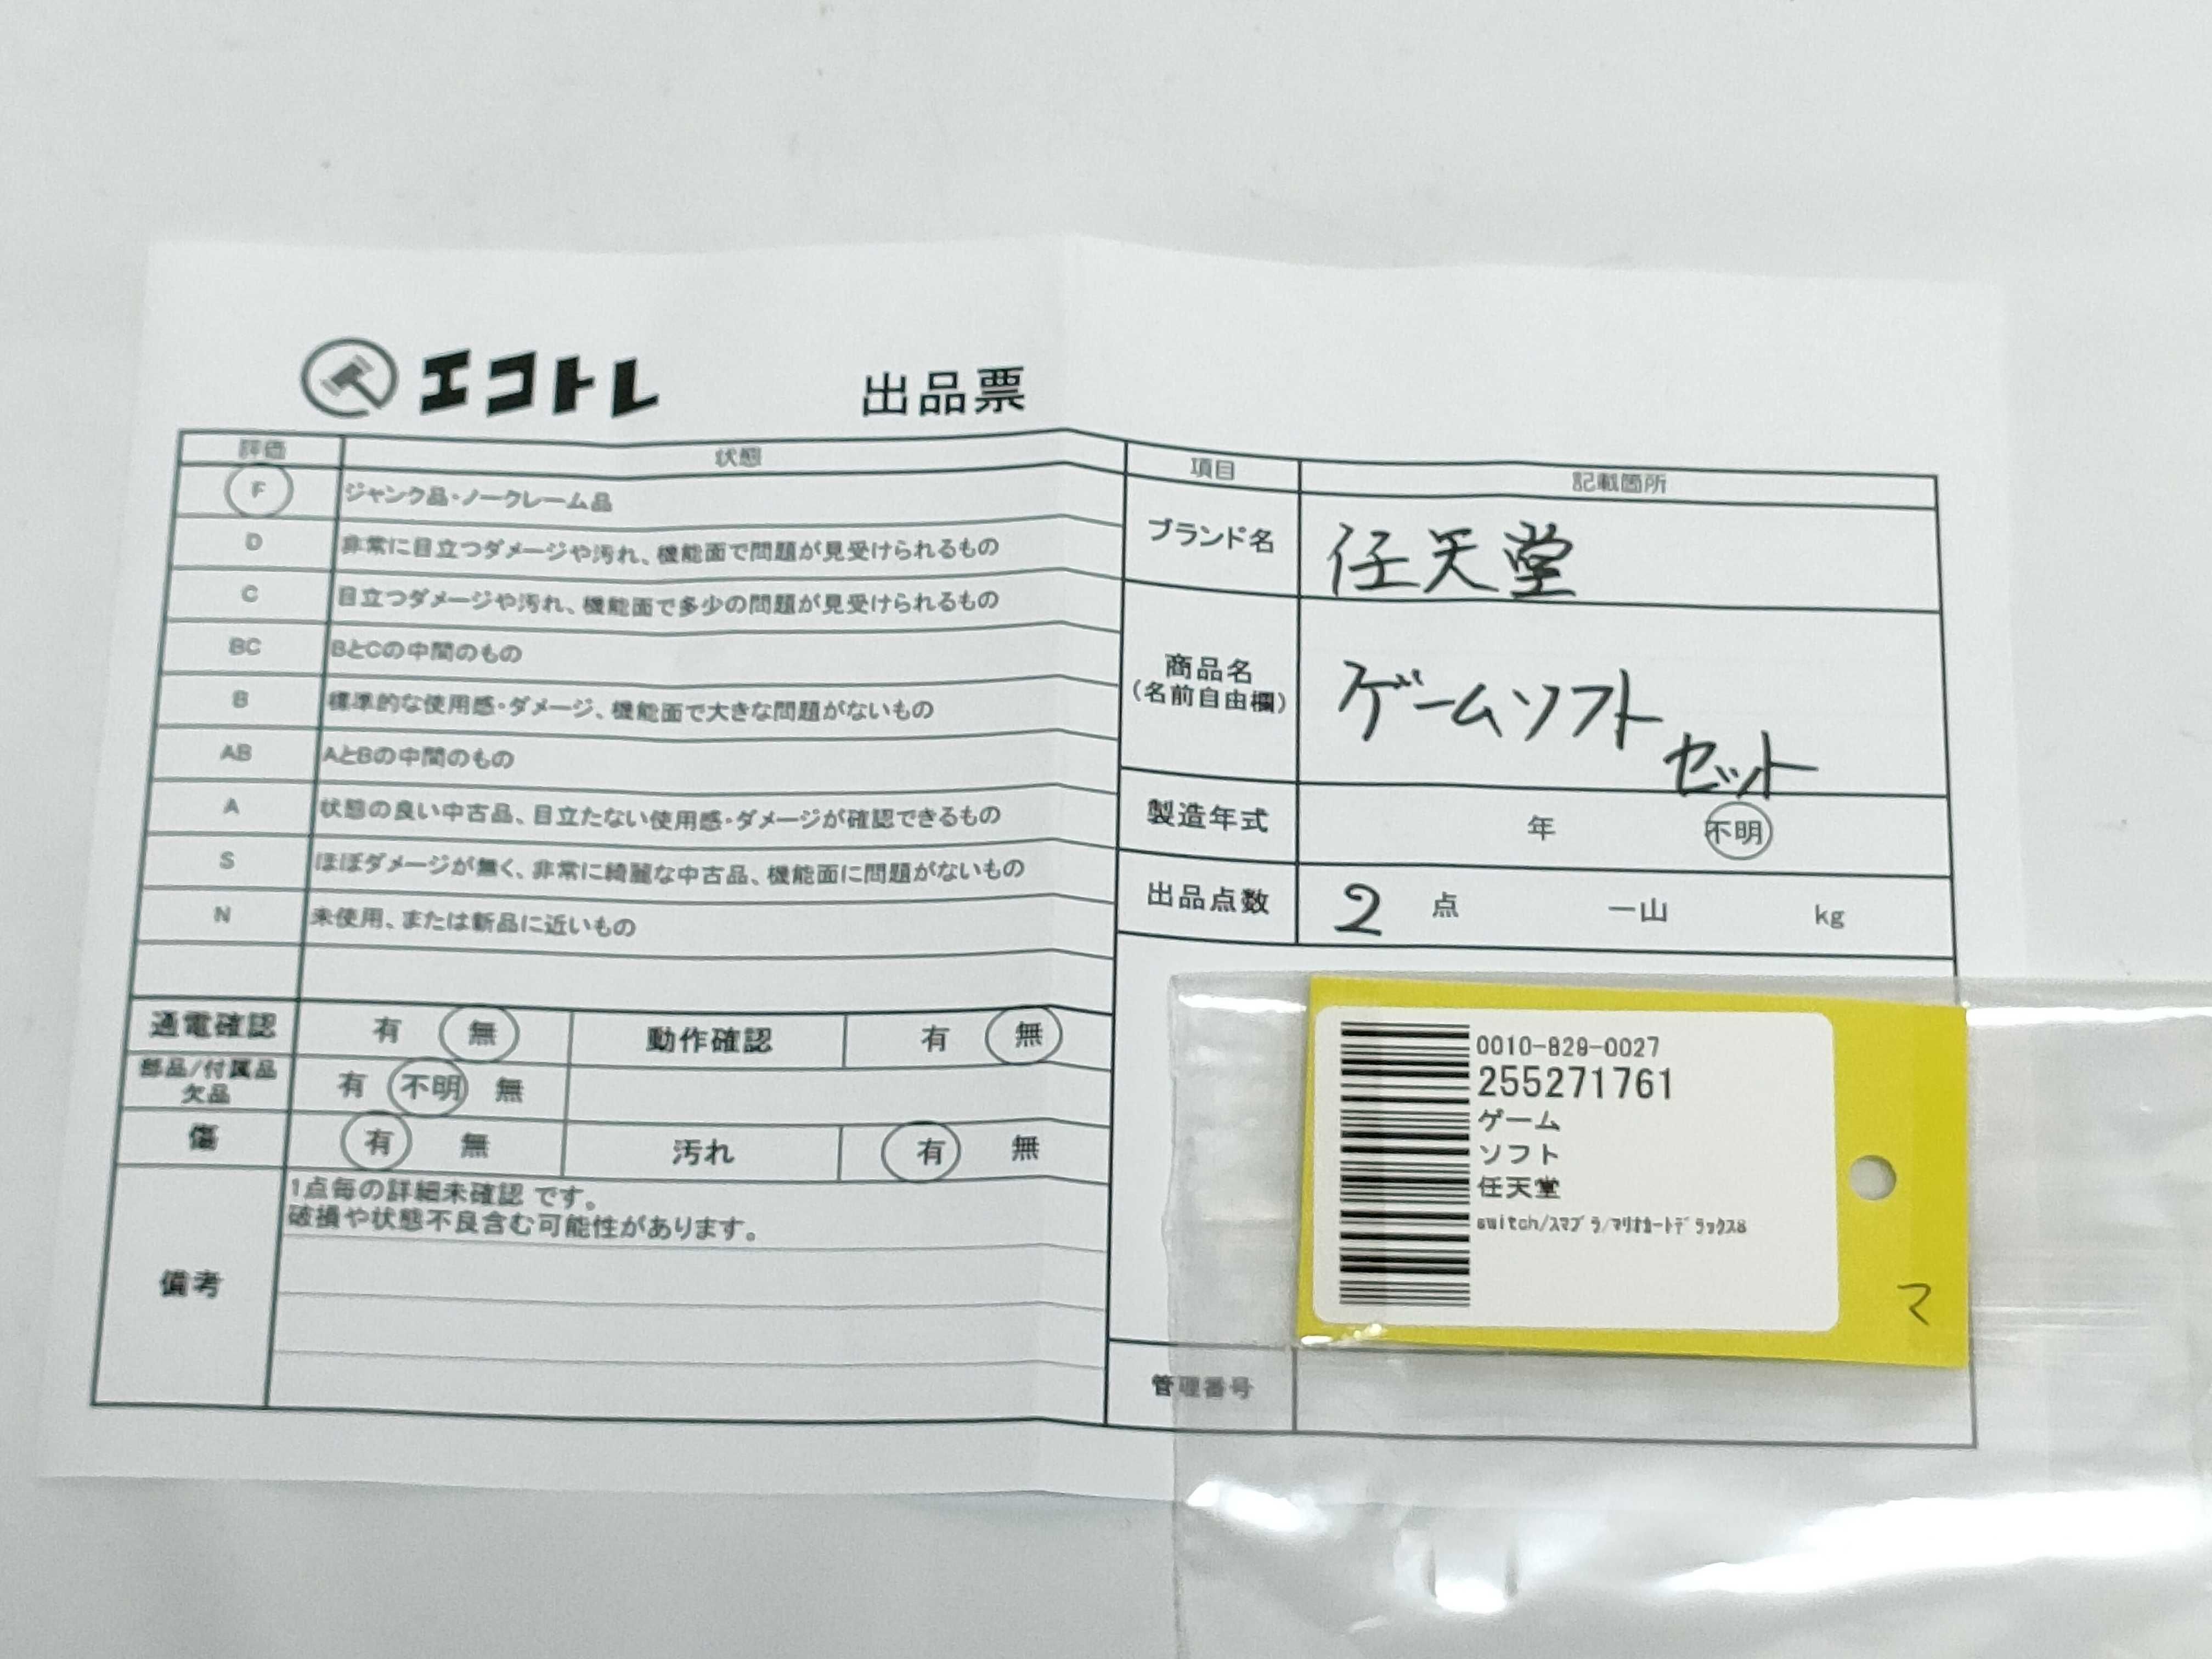 エコトレ 出品票
評価 状態
F ジャンク品・ノークレーム品
D 非常に目立つダメージや汚れ、機能面で問題が見受けられるもの
C 目立つダメージや汚れ、機能面で多少の問題が見受けられるもの
BC BとCの中間のもの
B 標準的な使用感・ダメージ、機能面で大きな問題がないもの
AB AとBの中間のもの
A 状態の良い中古品、目立たない使用感・ダメージが確認できるもの
S ほぼダメージが無く、非常に綺麗な中古品、機能面に問題がないもの
N 未使用、または新品に近いもの
通電確認 有 無 動作確認 有 無
部品/付属品
欠品 有 不明 無
傷 有 無 汚れ 有 無
備考
1点毎の詳細未確認 です。
破損や状態不良含む可能性があります。
項目 記載箇所
ブランド名 任天堂
商品名
(名前自由欄)
ゲームソフト
セット
製造年式 年 不明
出品点数 2 点 一山 kg
0010-829-0027
255271761
ゲーム
ソフト
任天堂
switch/スマブラ/マリオカートデラックス8
マ
管理番号